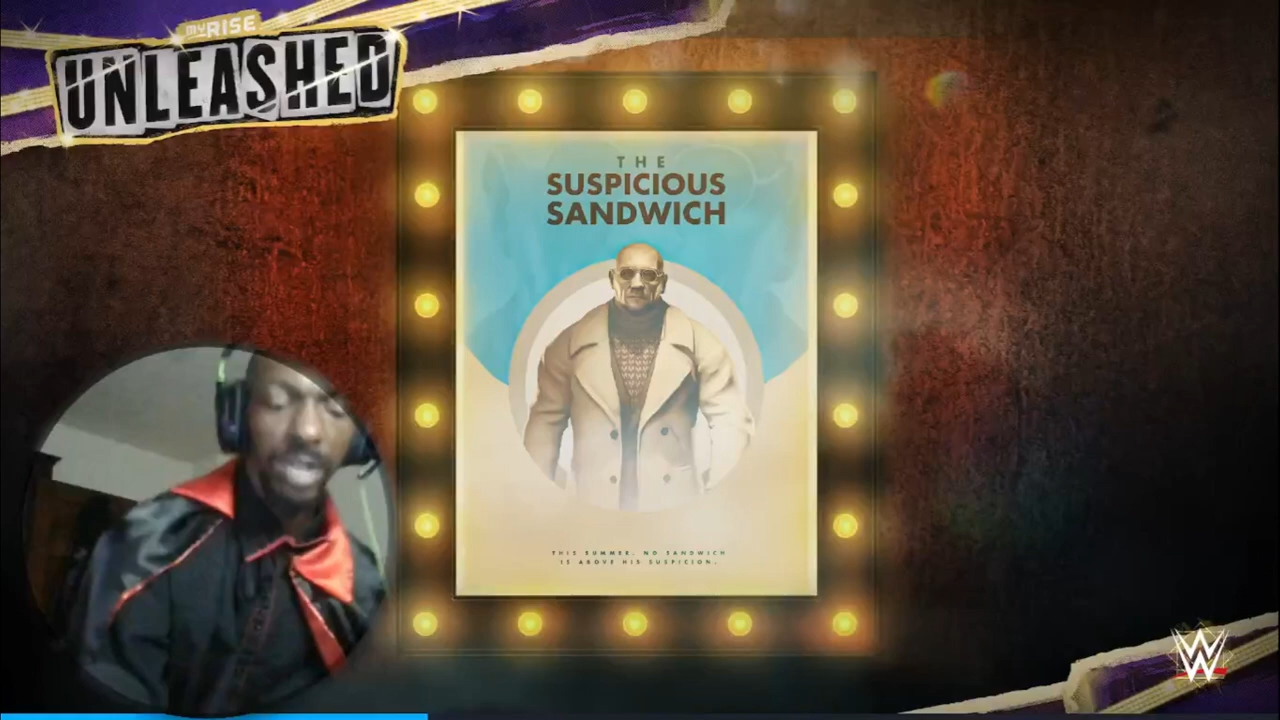 MyRISE
UNLEASHED
THE
SUSPICIOUS
SANDWICH
THIS SUMMER, NO SANDWICH
IS ABOVE HIS SUSPICION.
W